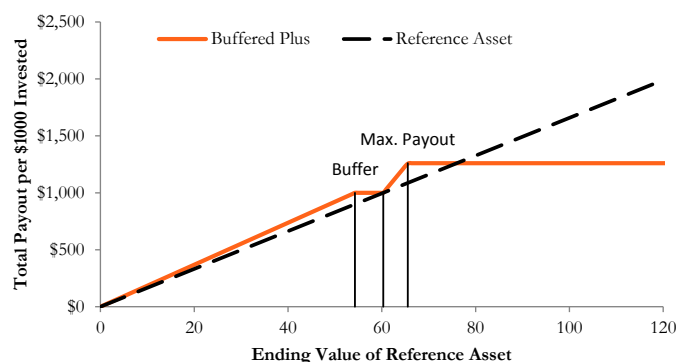 $2,500
Buffered Plus
Reference Asset
$2,000
$1,500
Max. Payout
Buffer
$1,000
$500
$0
0
20
40
60
80
100
120
Total Payout per $1000 Invested
Ending Value of Reference Asset